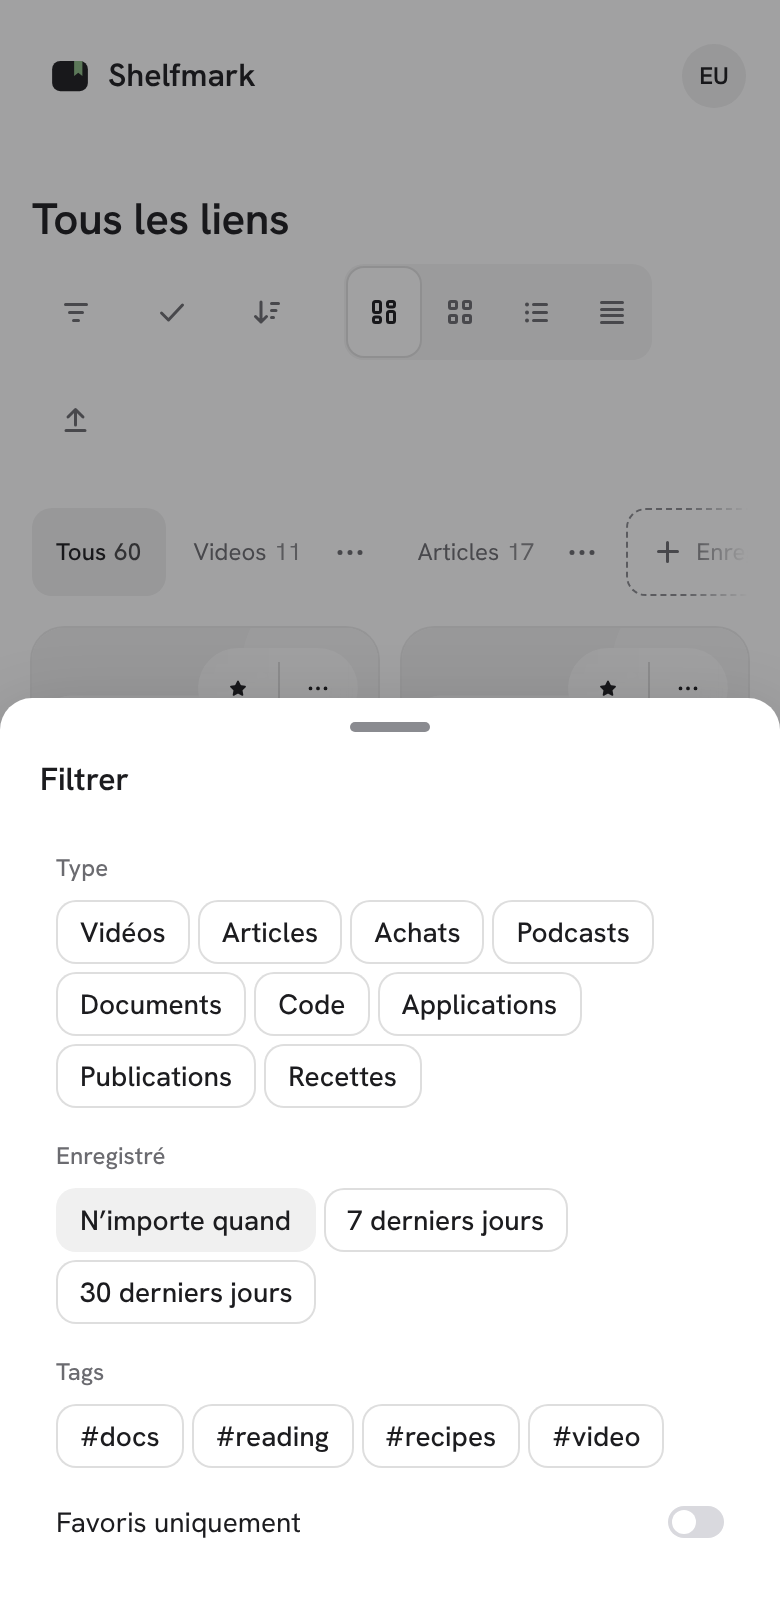 Shelfmark
EU
Tous les liens
Tous 60
Videos 11
Articles 17
Filtrer
Type
Vidéos
Articles
Achats
Podcasts
Documents
Code
Applications
Publications
Recettes
Enregistré
N’importe quand
7 derniers jours
30 derniers jours
Tags
#docs
#reading
#recipes
#video
Favoris uniquement